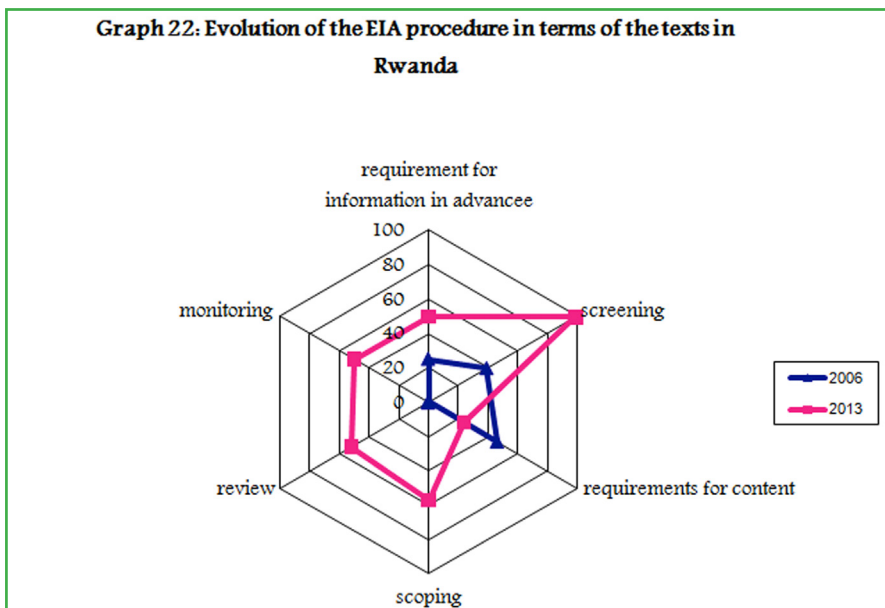 Graph 22: Evolution of the EIA procedure in terms of the texts in
Rwanda
requirement for
information in advancee
100
80
60
40
20
0
monitoring
screening
2006
2013
review
requirements for content
scoping